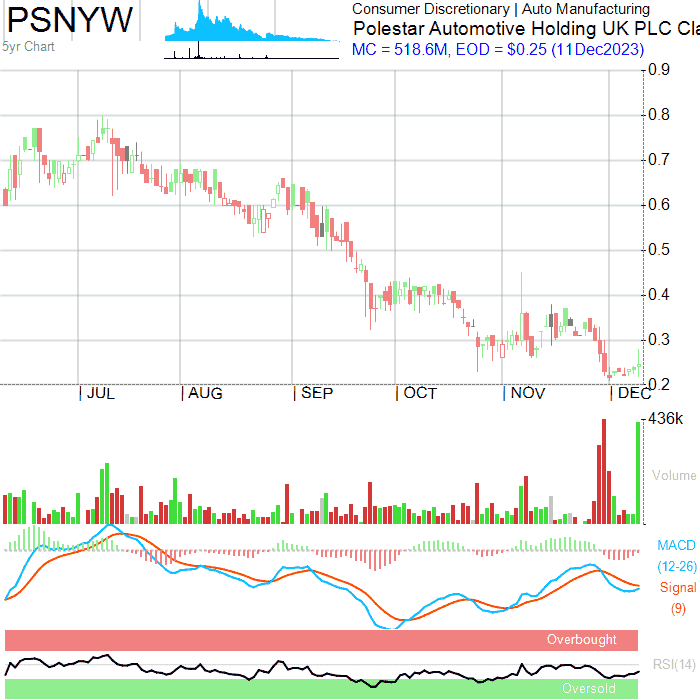 PSNYW
5yr Chart
Consumer Discretionary | Auto Manufacturing
Polestar Automotive Holding UK PLC Cla
MC = 518.6M, EOD = $0.25 (11Dec2023)
0.9
0.8
0.7
0.6
0.5
0.4
0.3
0.2
| JUL | AUG | SEP | OCT | NOV | DEC
436k
Volume
MACD
(12-26)
Signal
(9)
Overbought
RSI(14)
Oversold